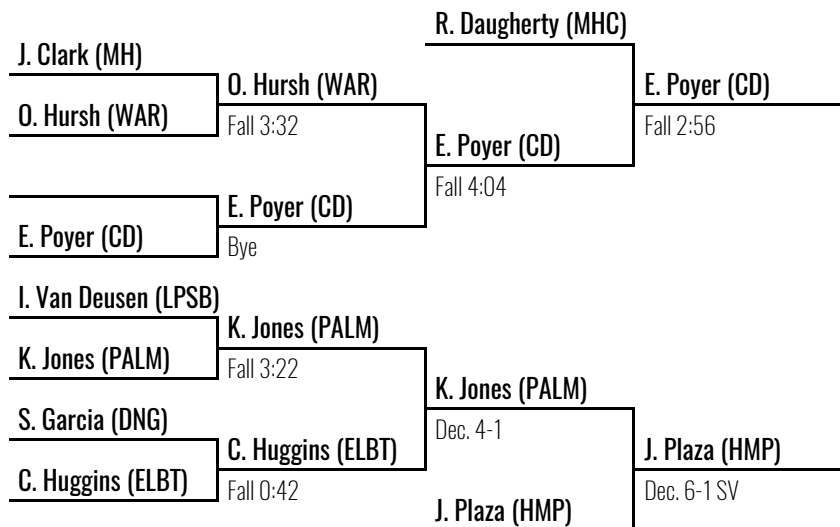 R. Daugherty (MHC)
J. Clark (MH)
O. Hursh (WAR)
E. Poyer (CD)
O. Hursh (WAR)
Fall 3:32
Fall 2:56
E. Poyer (CD)
Fall 4:04
E. Poyer (CD)
E. Poyer (CD)
Bye
I. Van Deusen (LPSB)
K. Jones (PALM)
K. Jones (PALM)
Fall 3:22
K. Jones (PALM)
S. Garcia (DNG)
Dec. 4-1
C. Huggins (ELBT)
J. Plaza (HMP)
C. Huggins (ELBT)
Fall 0:42
Dec. 6-1 SV
J. Plaza (HMP)